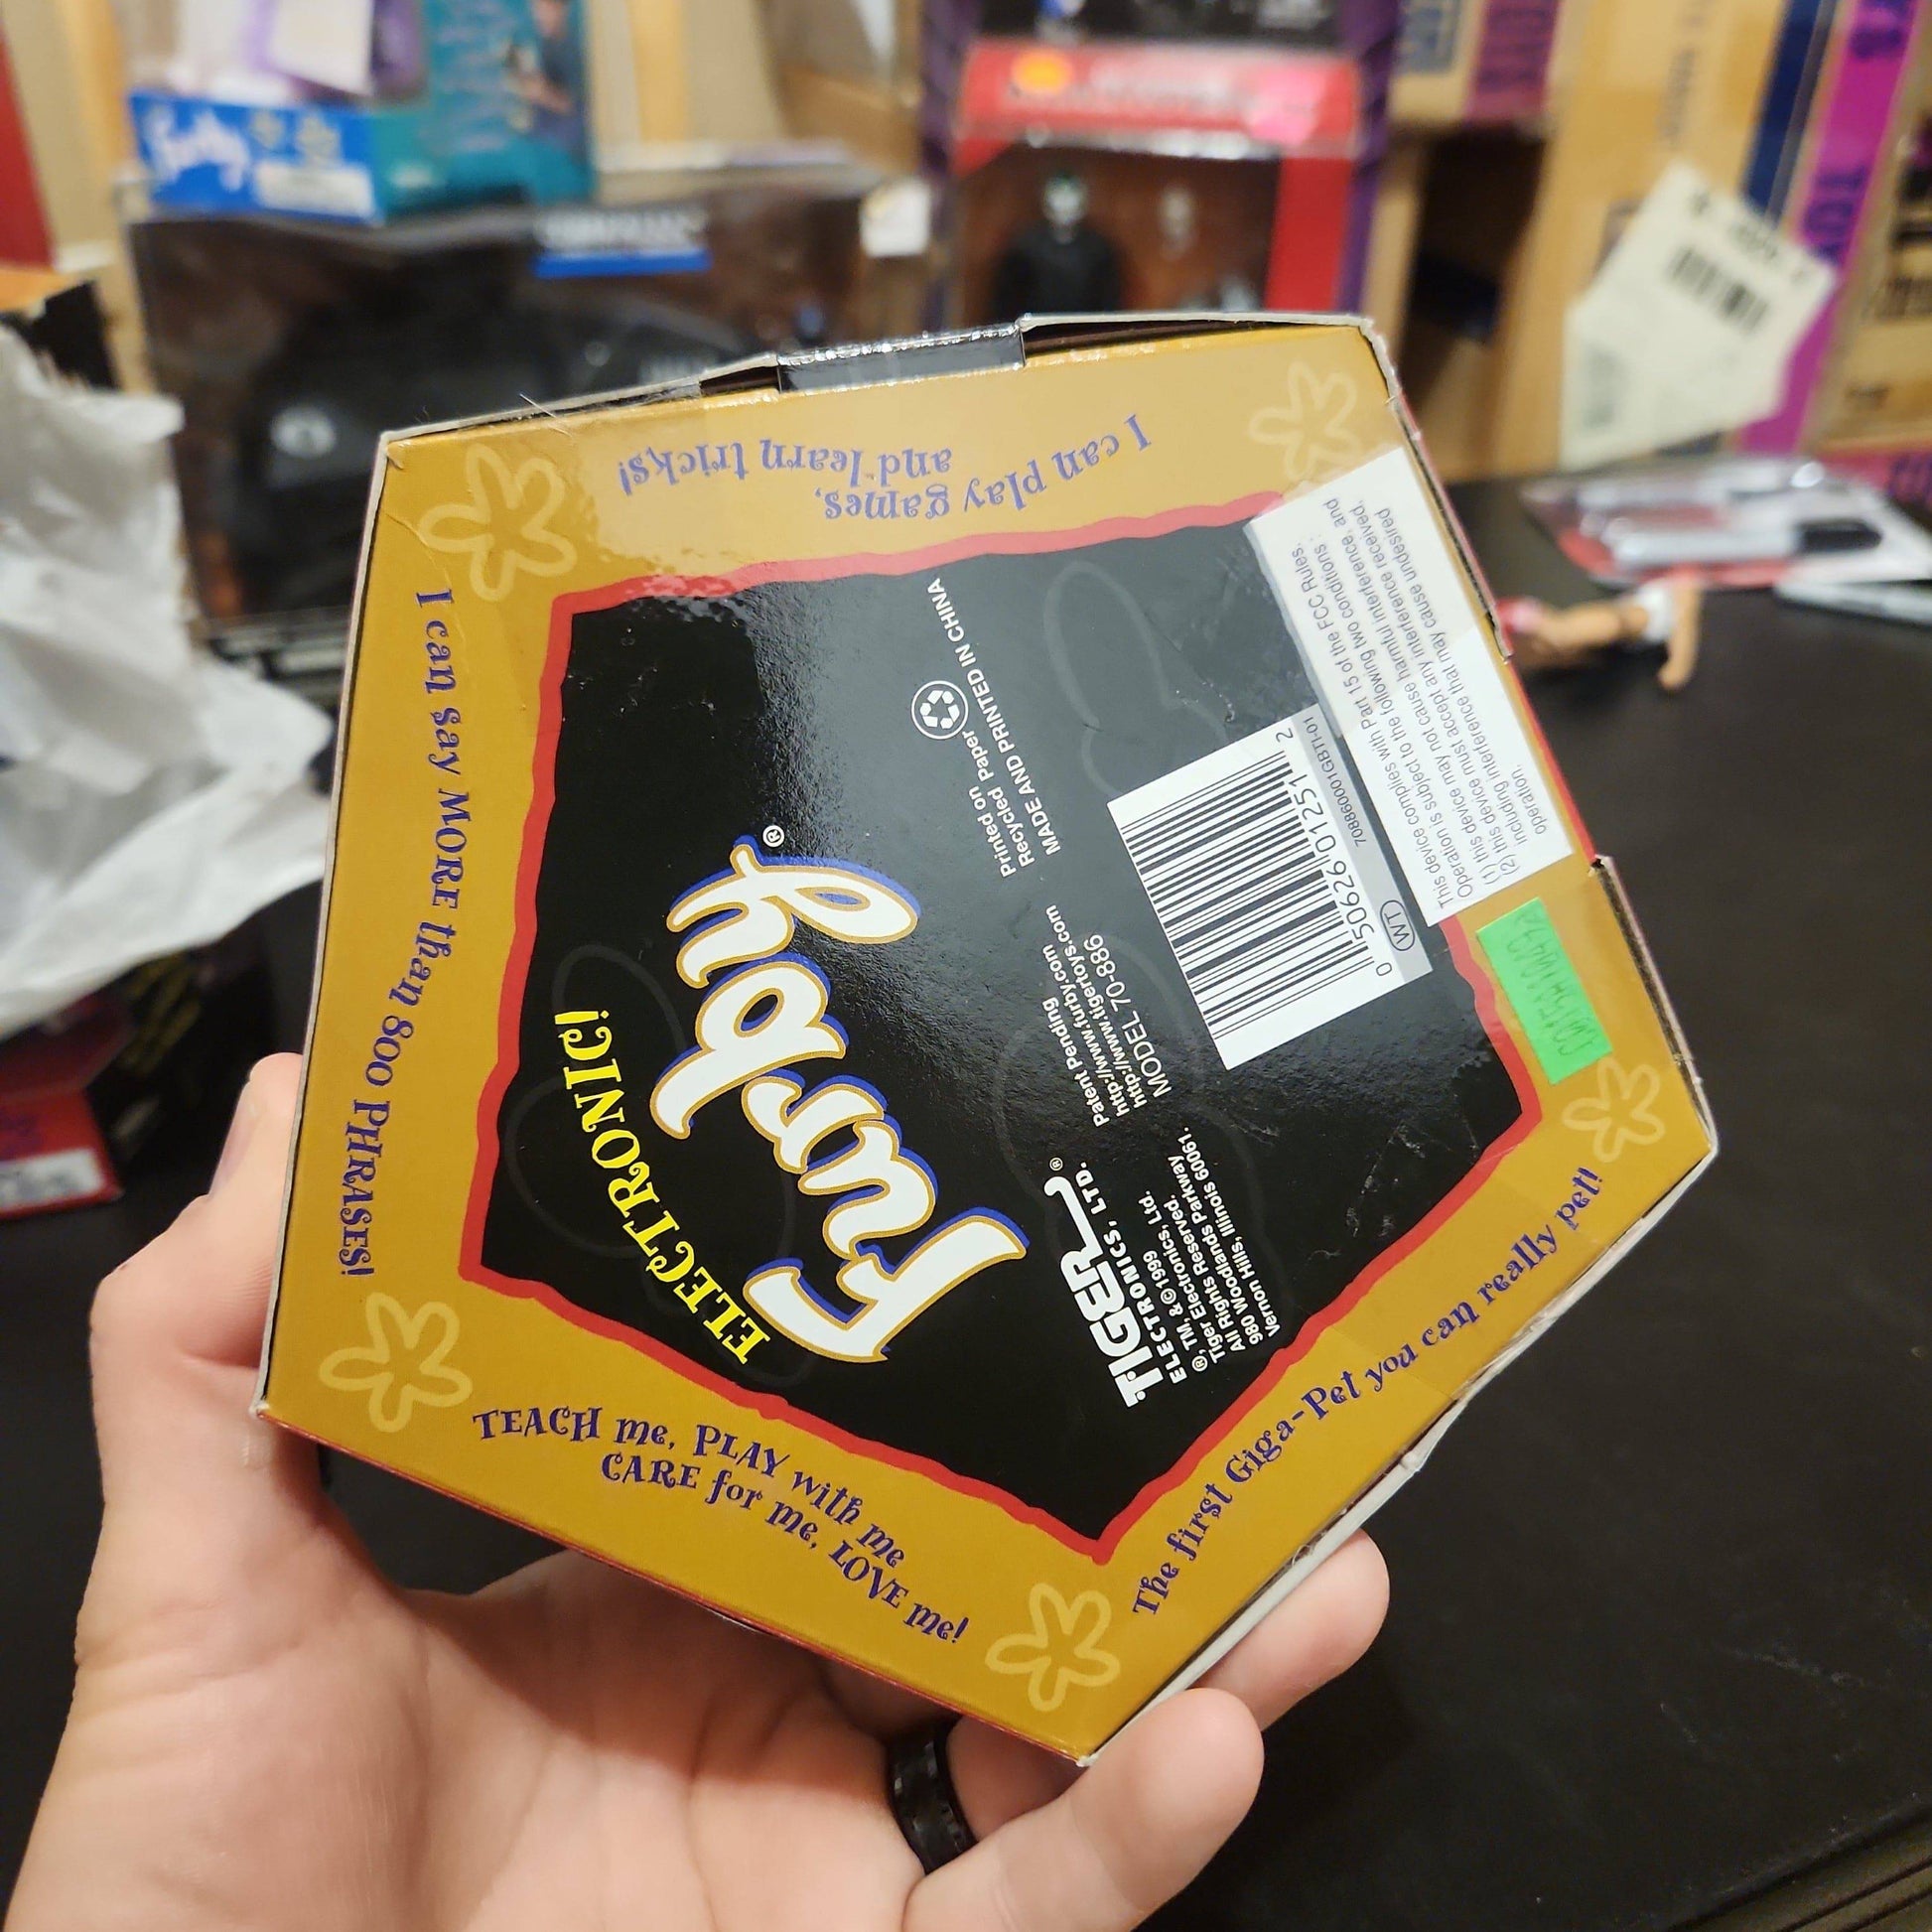 I can play games,
and learn tricks!
I can say MORE than 800 PHRASES!
TEACH me, PLAY with me
CARE for me, LOVE me!
The first Giga-Pet you can really pet!
ELECTRONIC!
Furby®
TIGER®
ELECTRONICS, LTD.
®, TM, & © 1999
Tiger Electronics, Ltd.
All Rights Reserved.
980 Woodlands Parkway
Vernon Hills, Illinois 60061.
Patent Pending
http://www.furby.com
http://www.tigertoys.com
MODEL 70-886
Printed on
Recycled Paper
MADE AND PRINTED IN CHINA
0 50626 01251 2
WT
7088600001GBTI-01
This device complies with Part 15 of the FCC Rules.
Operation is subject to the following two conditions :
(1) this device may not cause harmful interference, and
(2) this device must accept any interference received,
including interference that may cause undesired
operation.
Furby